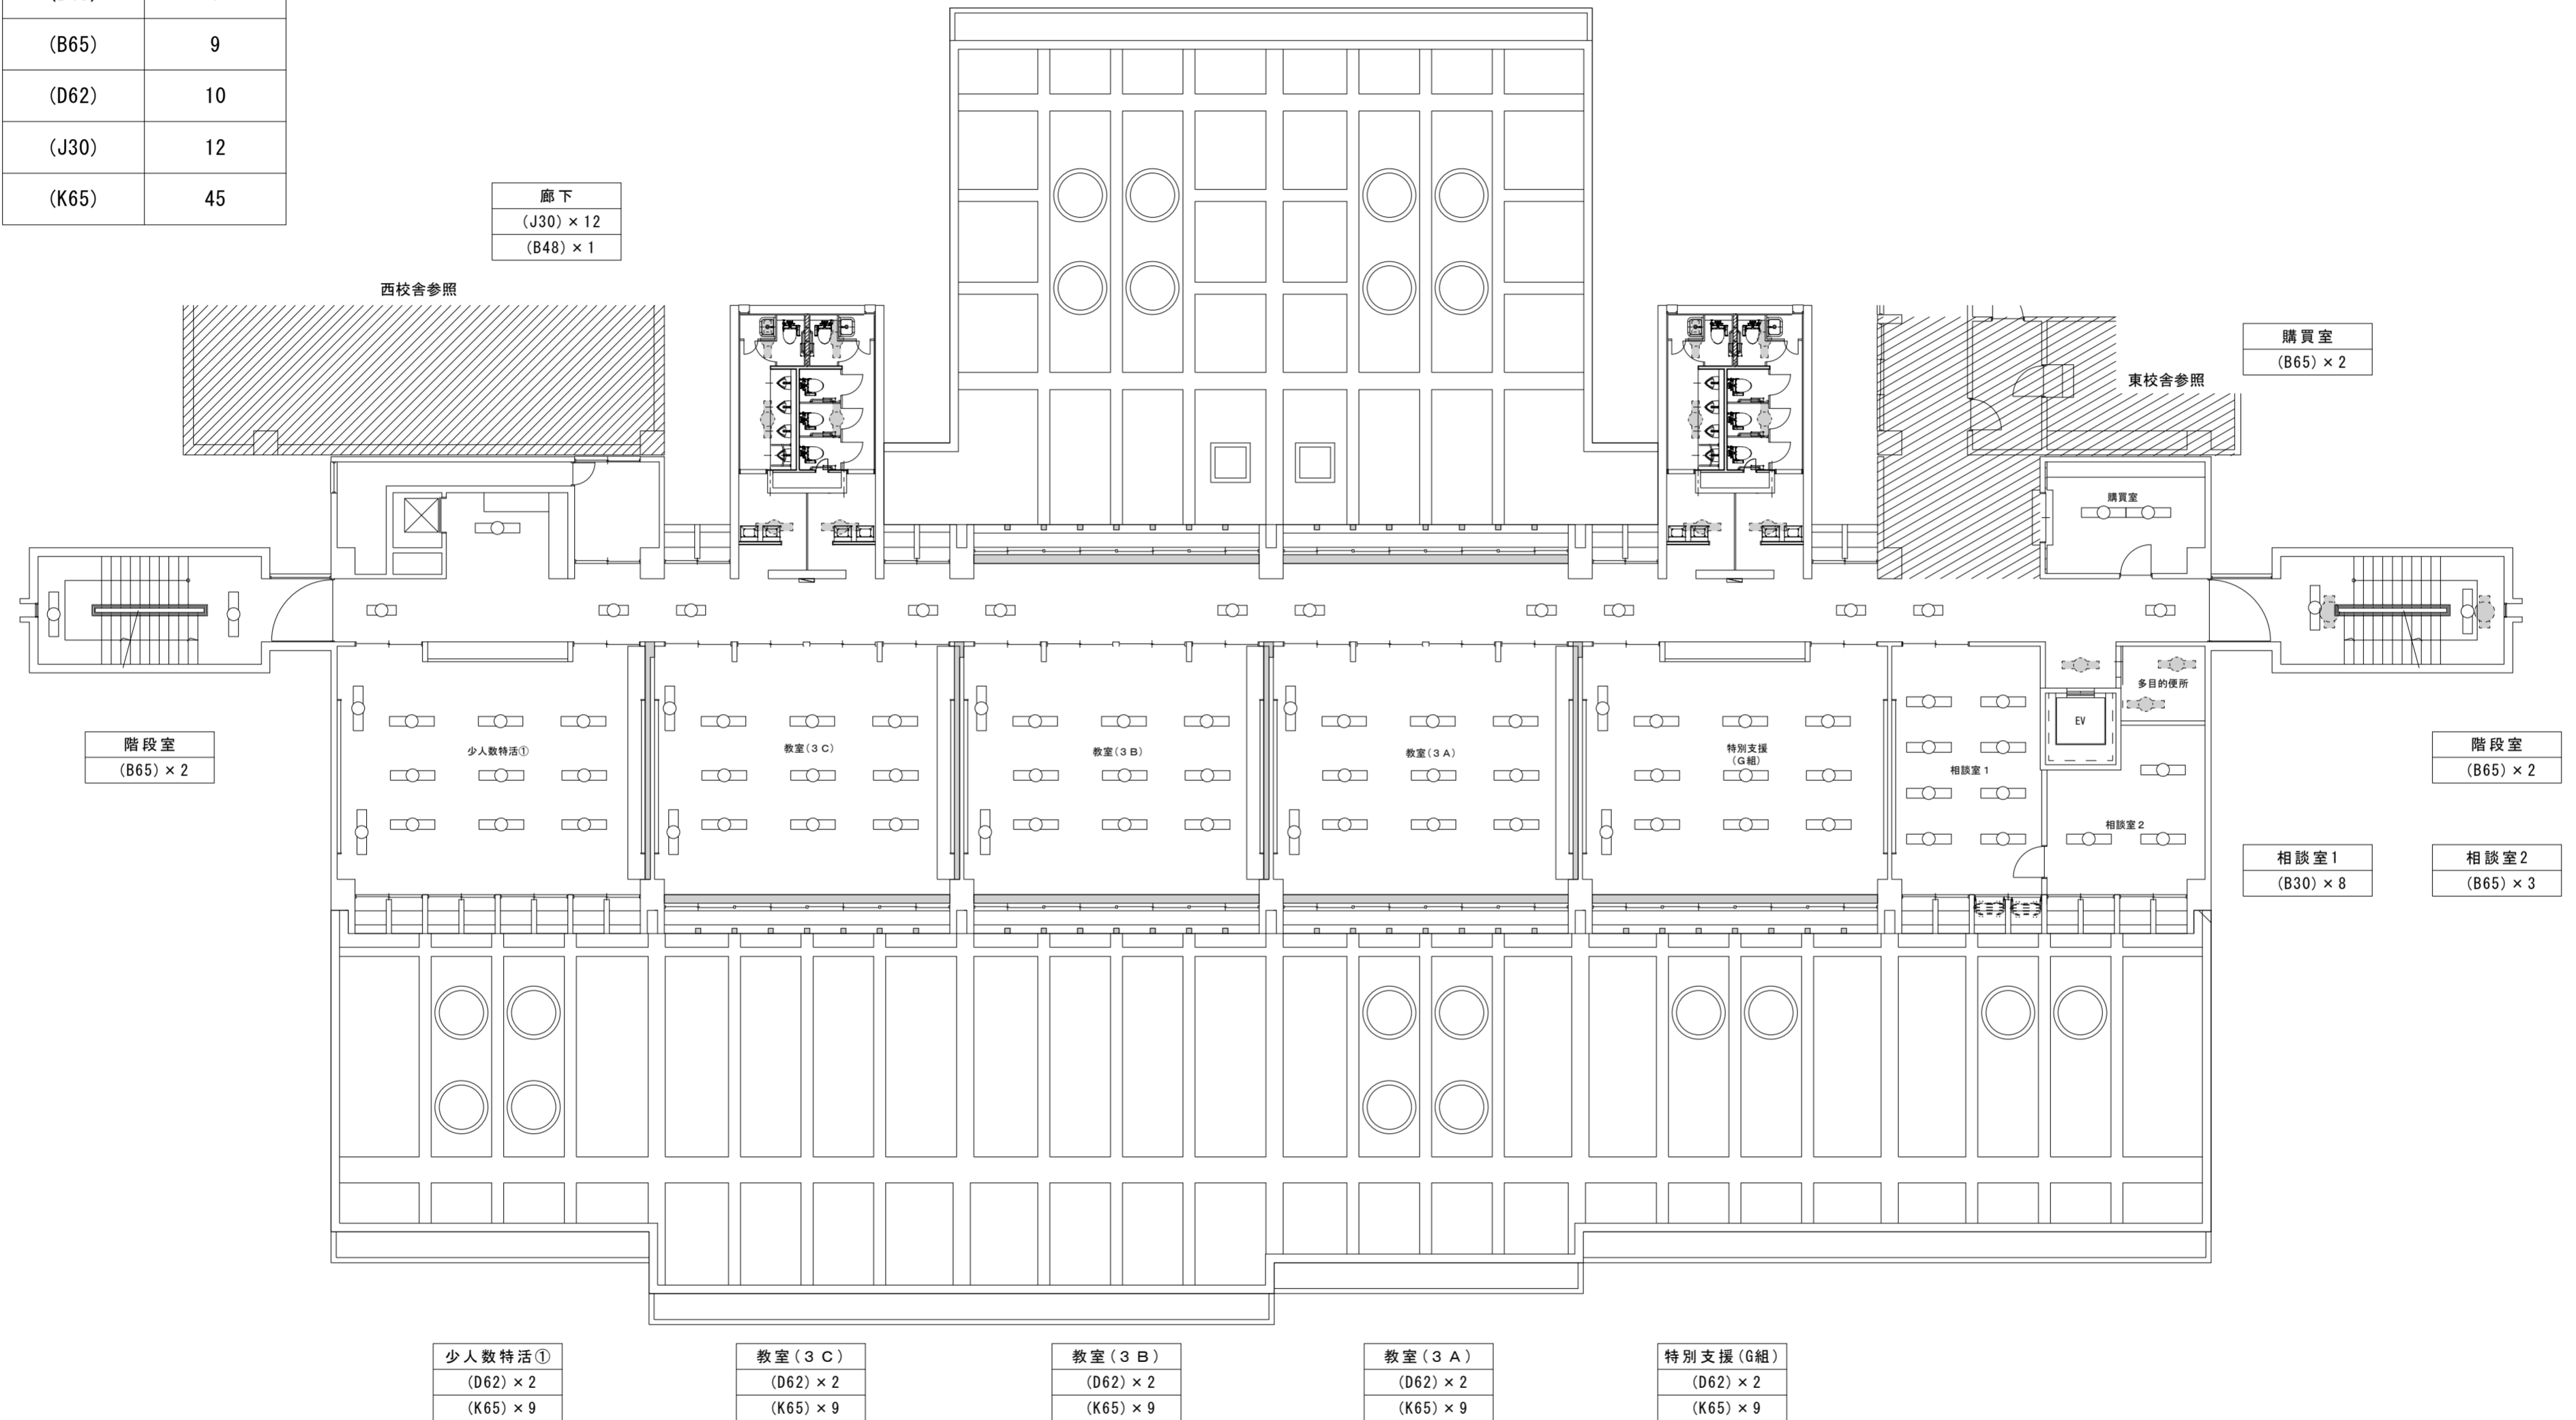 (B65) 9
(D62) 10
(J30) 12
(K65) 45
廊下
(J30) × 12
(B48) × 1
西校舎参照
購買室
(B65) × 2
東校舎参照
購買室
多目的便所
EV
階段室
(B65) × 2
少人数特活①
教室(3C)
教室(3B)
教室(3A)
特別支援
(G組)
相談室1
相談室2
階段室
(B65) × 2
相談室1
(B30) × 8
相談室2
(B65) × 3
少人数特活①
(D62) × 2
(K65) × 9
教室(3C)
(D62) × 2
(K65) × 9
教室(3B)
(D62) × 2
(K65) × 9
教室(3A)
(D62) × 2
(K65) × 9
特別支援(G組)
(D62) × 2
(K65) × 9